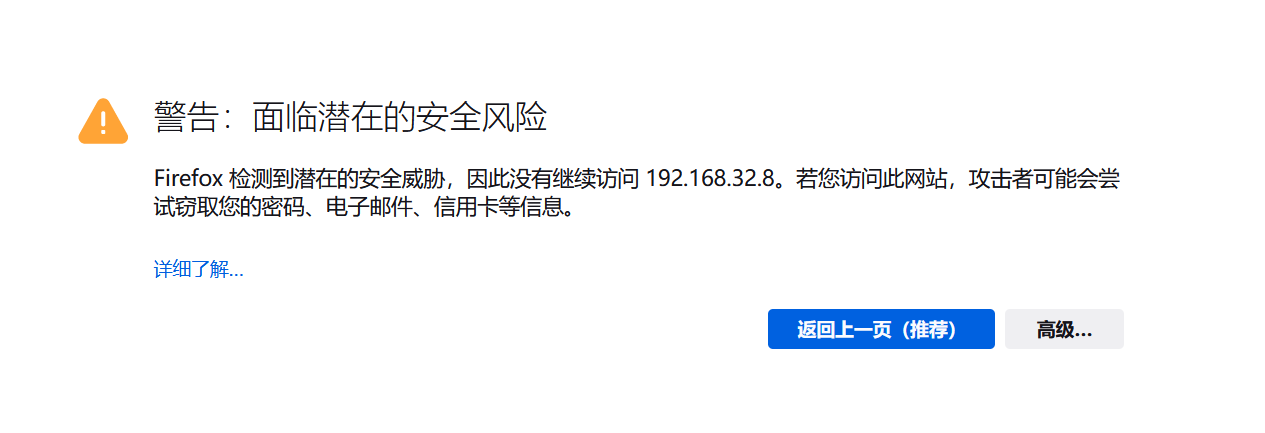 警告：面临潜在的安全风险
Firefox 检测到潜在的安全威胁，因此没有继续访问 192.168.32.8。若您访问此网站，攻击者可能会尝
试窃取您的密码、电子邮件、信用卡等信息。
详细了解...
返回上一页（推荐）
高级...